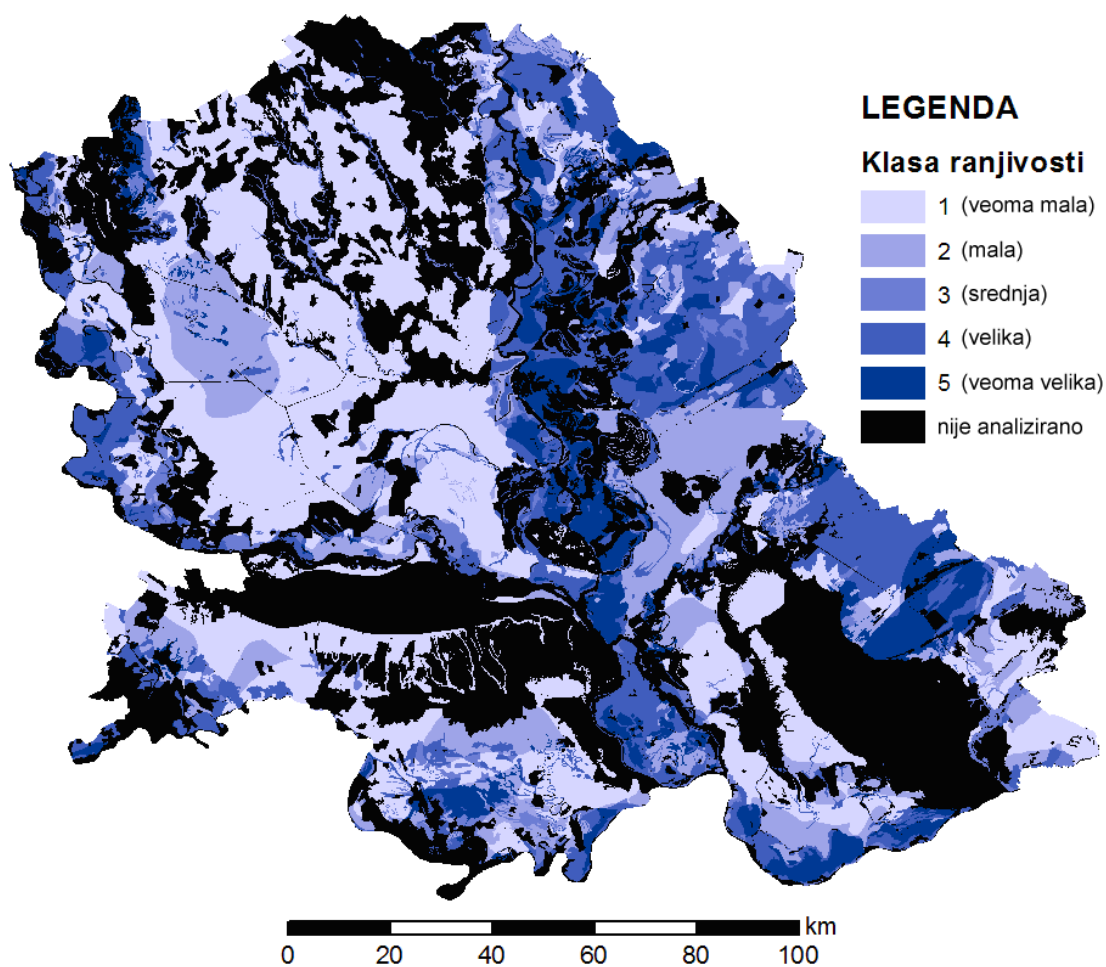 LEGENDA
Klasa ranjivosti
1 (veoma mala)
2 (mala)
3 (srednja)
4 (velika)
5 (veoma velika)
nije analizirano
km
0 20 40 60 80 100